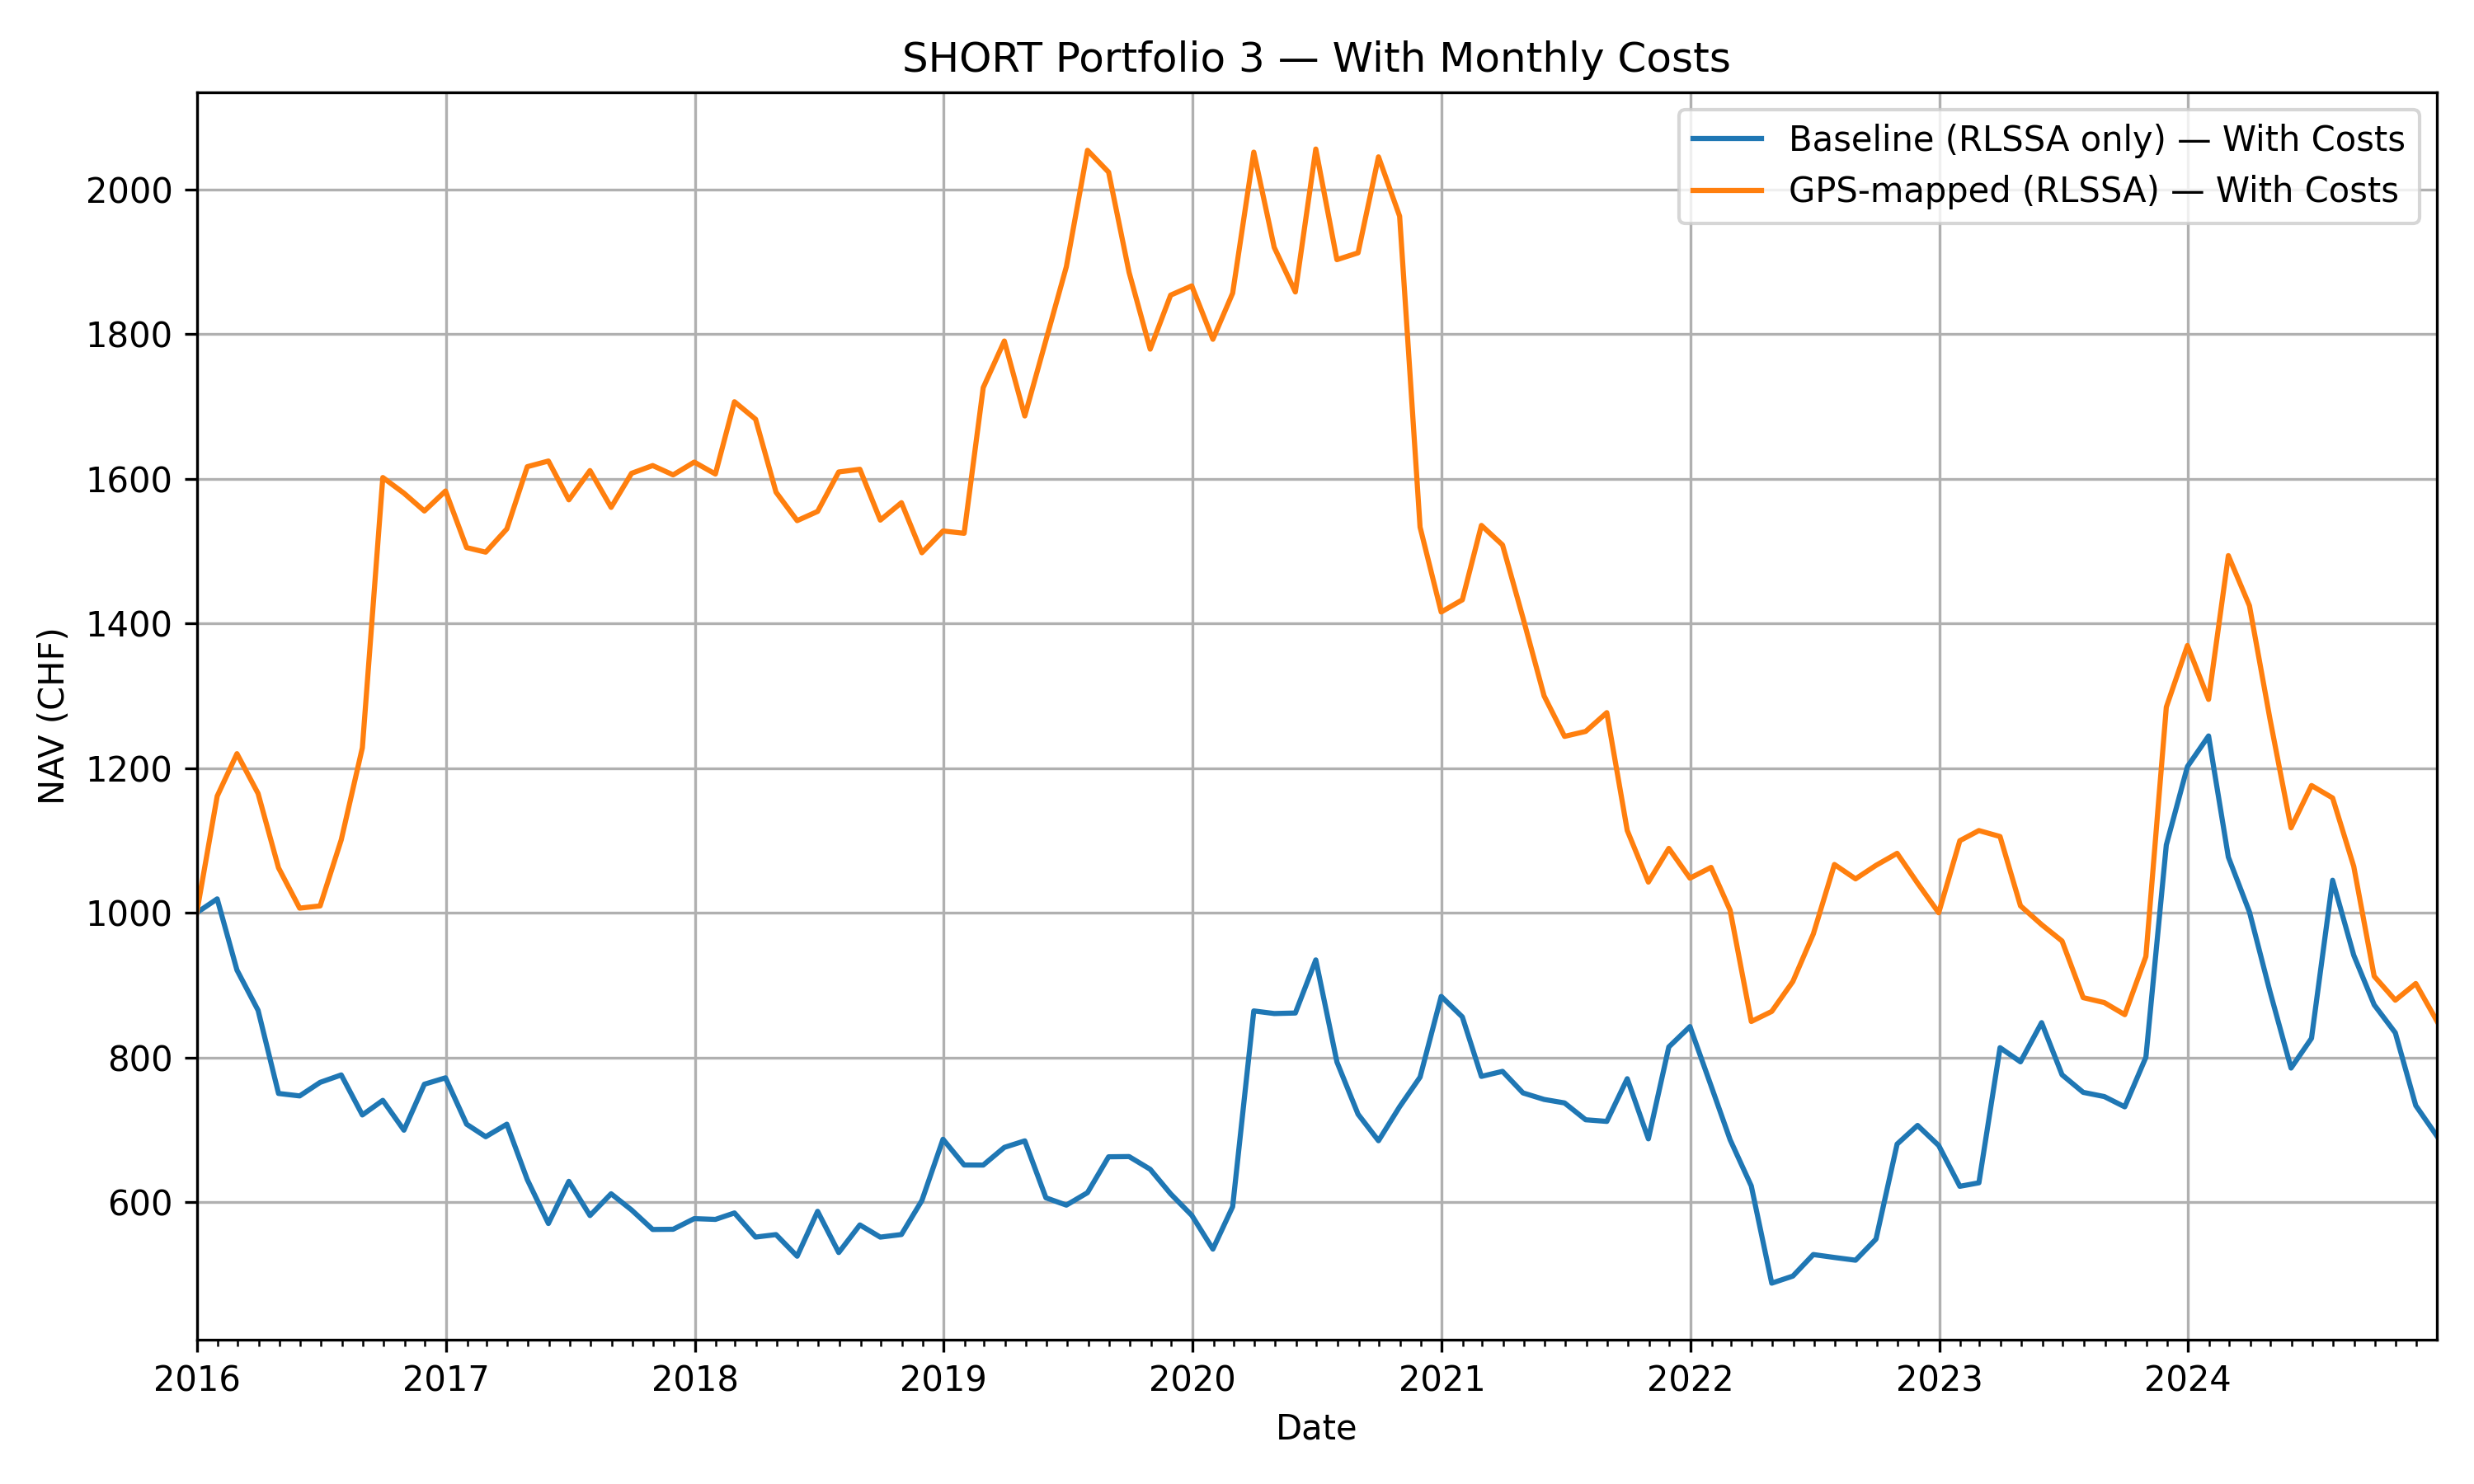 SHORT Portfolio 3 — With Monthly Costs
Baseline (RLSSA only) — With Costs
GPS-mapped (RLSSA) — With Costs
NAV (CHF)
2000
1800
1600
1400
1200
1000
800
600
2016 2017 2018 2019 2020 2021 2022 2023 2024
Date